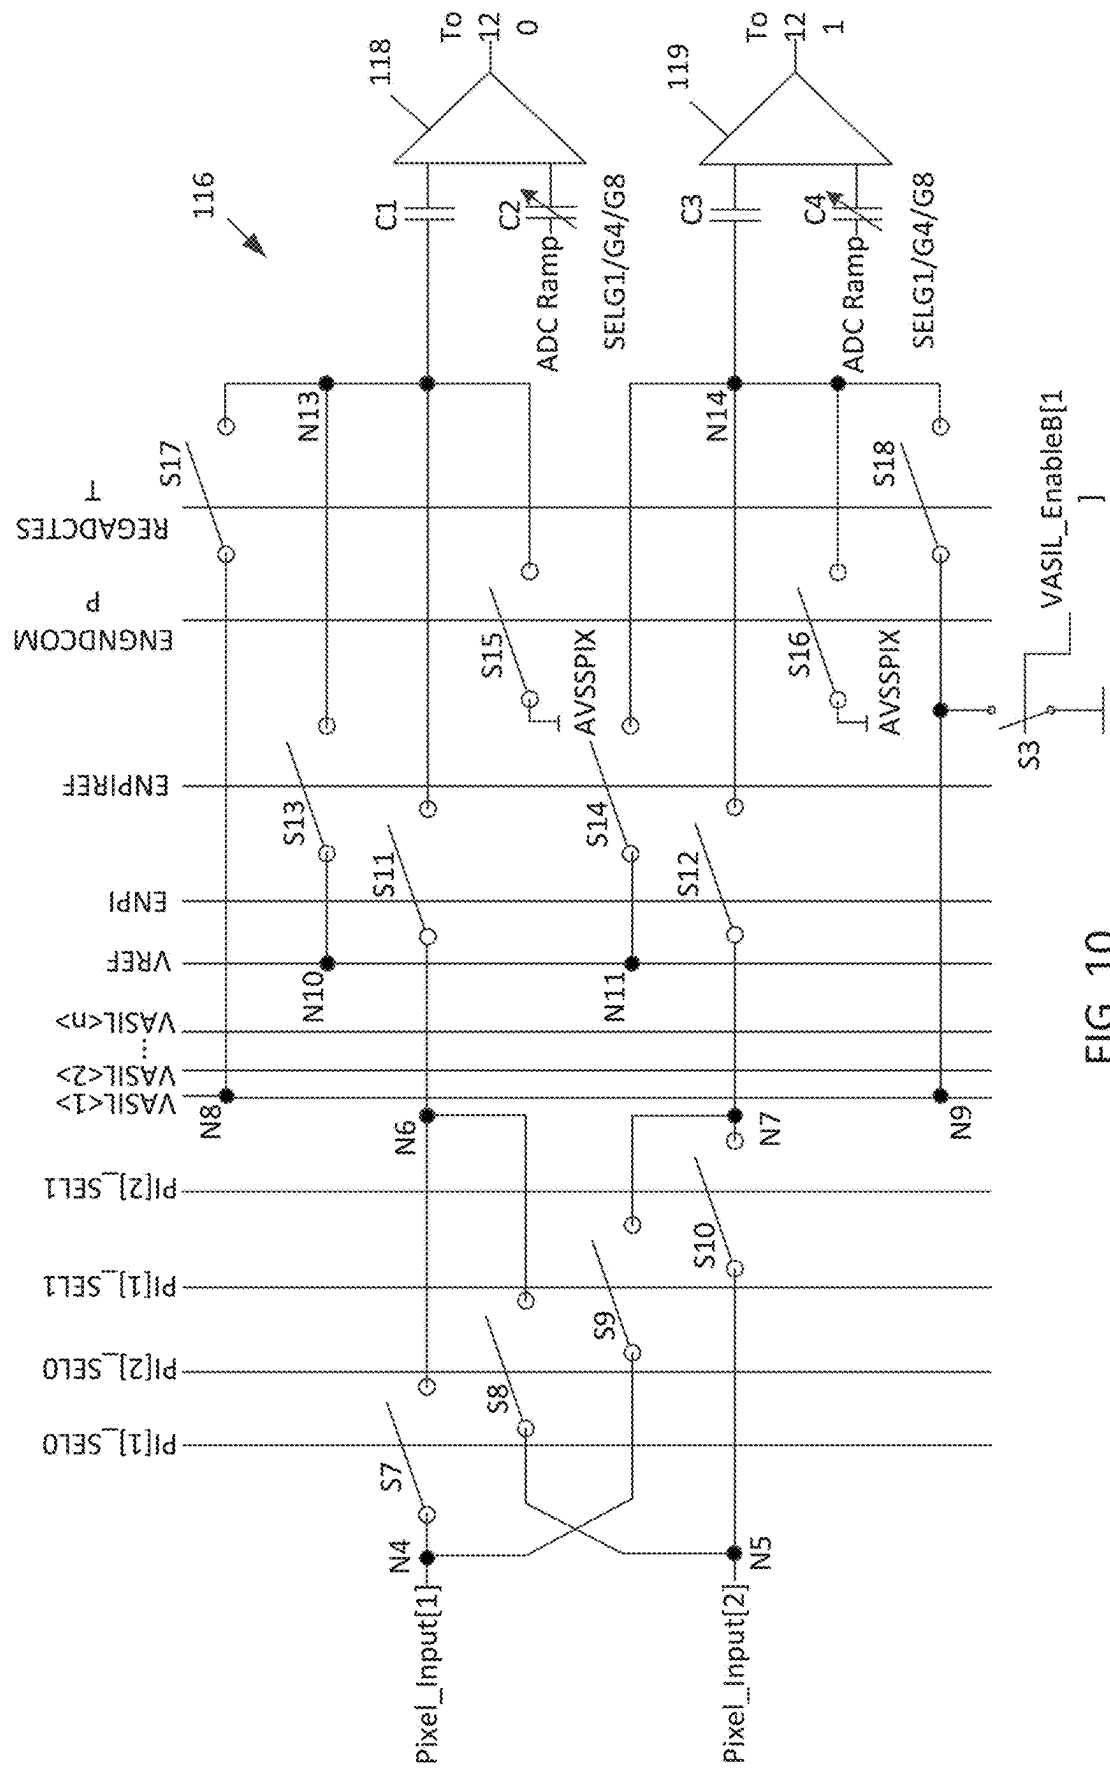 116
118
To
12
0
C1
C2
ADC Ramp
SELG1/G4/G8
119
To
12
1
C3
C4
ADC Ramp
SELG1/G4/G8
REGADCTES
T
ENGNDCOM
P
ENPIREF
ENPI
VREF
VASIL<n>
...
VASIL<2>
VASIL<1>
PI[2]_SEL1
PI[1]_SEL1
PI[2]_SEL0
PI[1]_SEL0
S17
N13
S15
AVSSPIX
S13
S11
N10
N8
N6
N14
S18
S16
AVSSPIX
S14
S12
N11
N7
N9
S3
VASIL_EnableB[1
]
S10
S9
S8
S7
N4
N5
Pixel_Input[1]
Pixel_Input[2]
FIG. 10